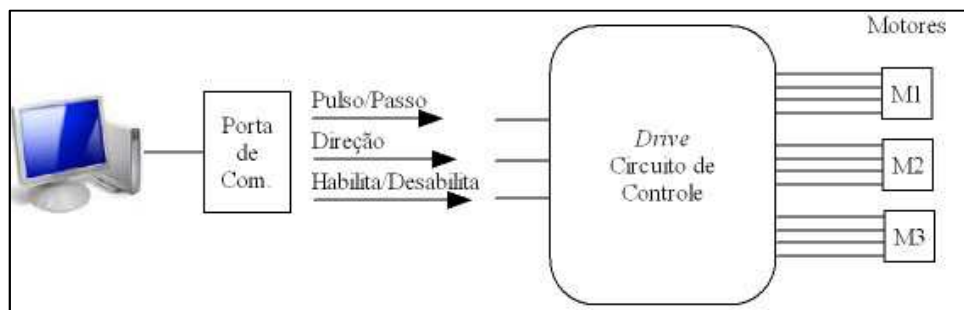 Motores
Porta
de
Com.
Pulso/Passo
Direção
Habilita/Desabilita
Drive
Circuito de
Controle
M1
M2
M3